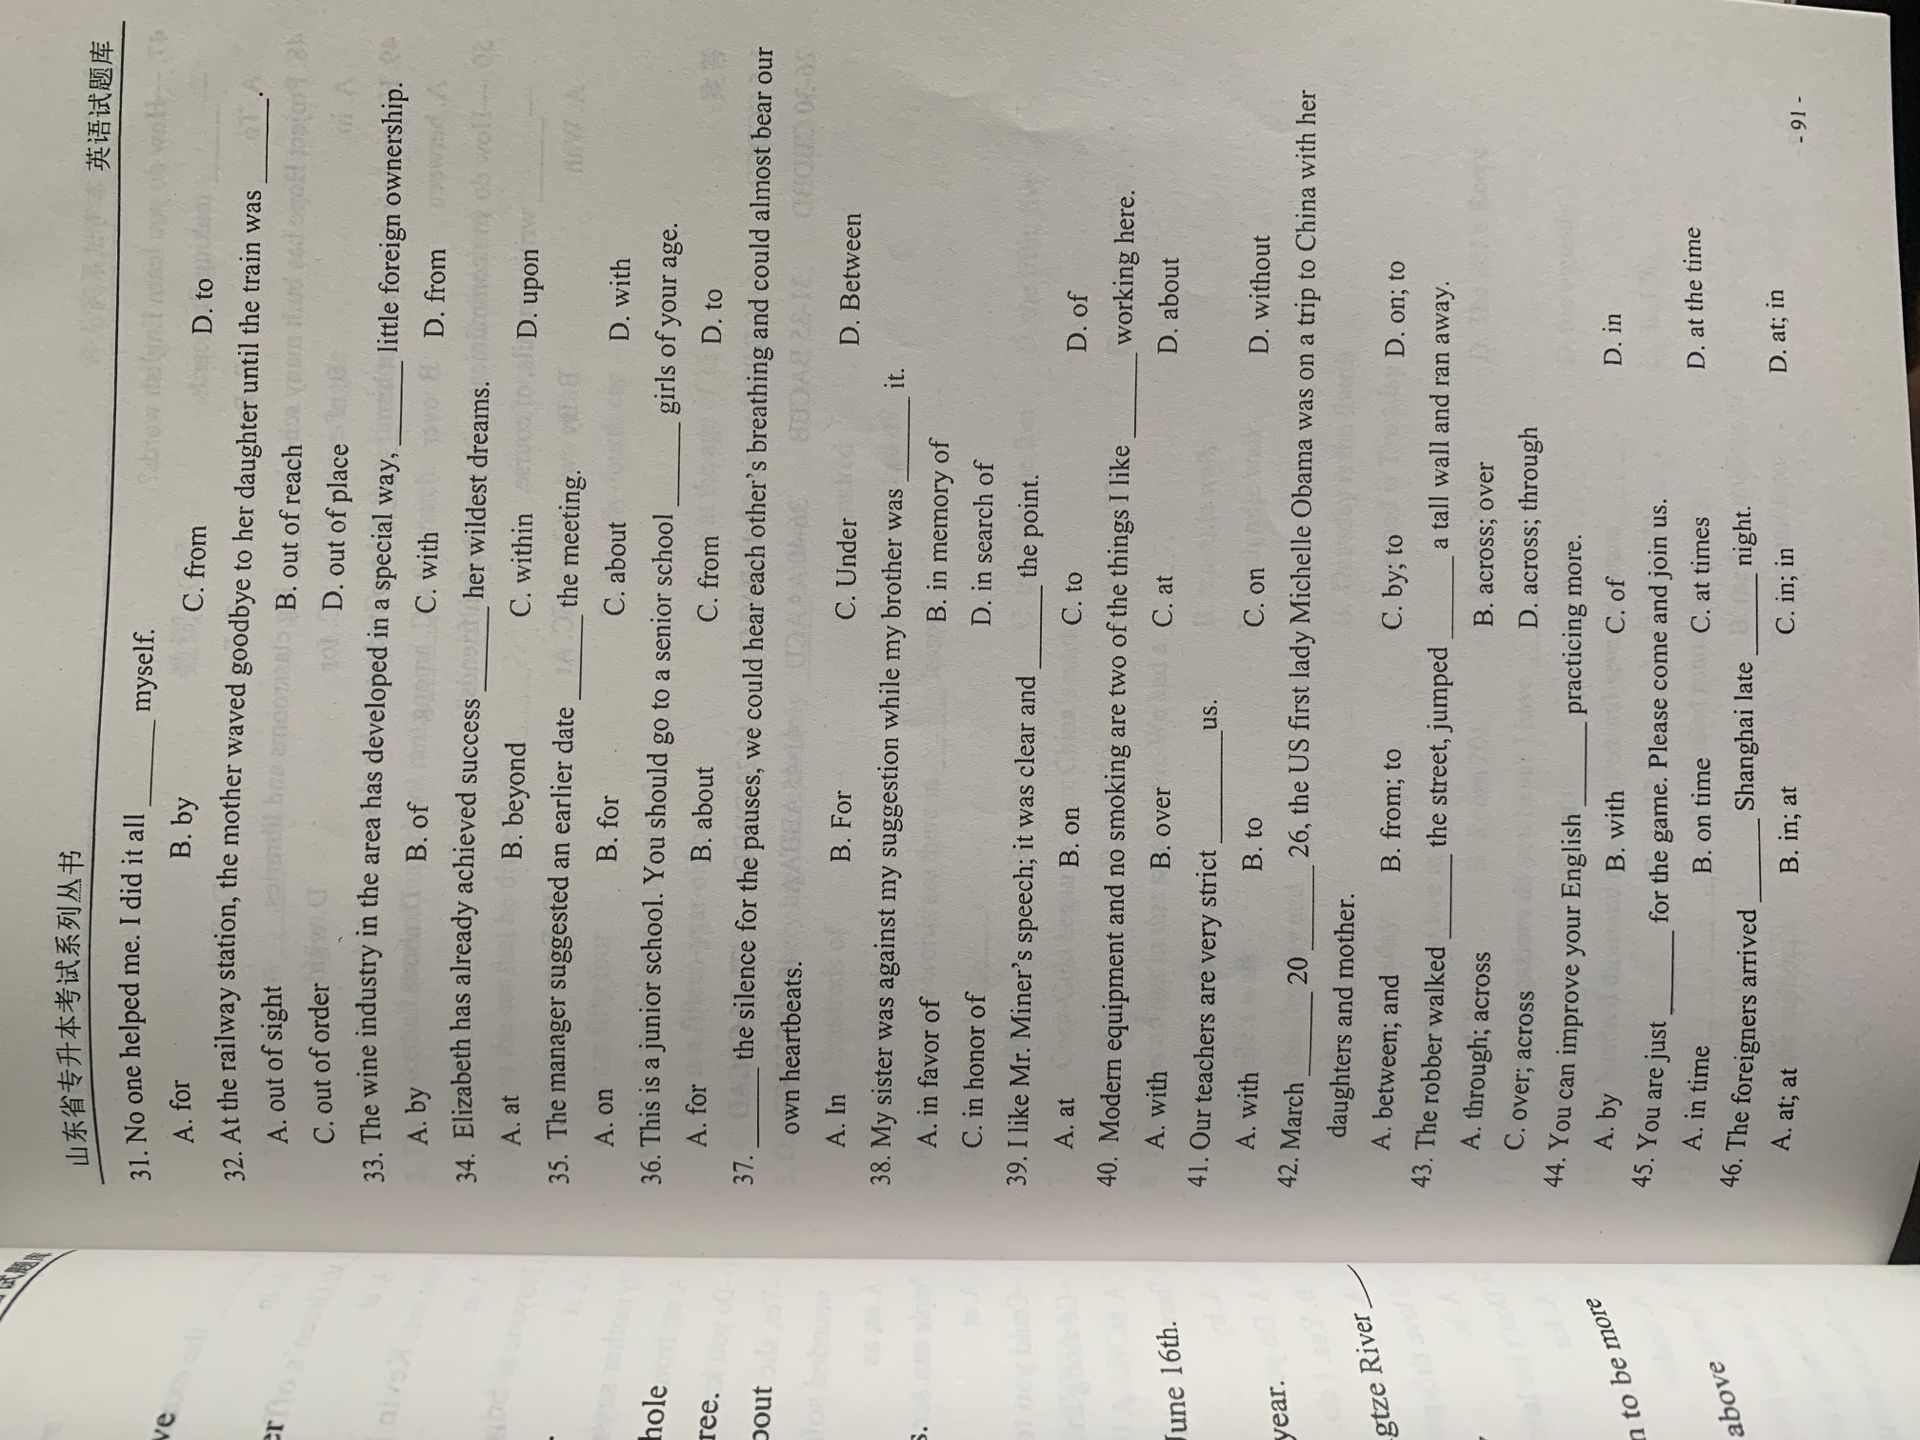 ve
er
hole
ree.
bout
s.
June 16th.
year.
gtze River ____
n to be more
above
试题库
山东省专升本考试系列丛书 英语试题库
31. No one helped me. I did it all ______ myself.
A. for B. by C. from D. to
32. At the railway station, the mother waved goodbye to her daughter until the train was ______.
A. out of sight B. out of reach
C. out of order D. out of place
33. The wine industry in the area has developed in a special way, ______ little foreign ownership.
A. by B. of C. with D. from
34. Elizabeth has already achieved success ______ her wildest dreams.
A. at B. beyond C. within D. upon
35. The manager suggested an earlier date ______ the meeting.
A. on B. for C. about D. with
36. This is a junior school. You should go to a senior school ______ girls of your age.
A. for B. about C. from D. to
37. ______ the silence for the pauses, we could hear each other's breathing and could almost bear our
own heartbeats.
A. In B. For C. Under D. Between
38. My sister was against my suggestion while my brother was ______ it.
A. in favor of B. in memory of
C. in honor of D. in search of
39. I like Mr. Miner's speech; it was clear and ______ the point.
A. at B. on C. to D. of
40. Modern equipment and no smoking are two of the things I like ______ working here.
A. with B. over C. at D. about
41. Our teachers are very strict ______ us.
A. with B. to C. on D. without
42. March ______ 20 ______ 26, the US first lady Michelle Obama was on a trip to China with her
daughters and mother.
A. between; and B. from; to C. by; to D. on; to
43. The robber walked ______ the street, jumped ______ a tall wall and ran away.
A. through; across B. across; over
C. over; across D. across; through
44. You can improve your English ______ practicing more.
A. by B. with C. of D. in
45. You are just ______ for the game. Please come and join us.
A. in time B. on time C. at times D. at the time
46. The foreigners arrived ______ Shanghai late ______ night.
A. at; at B. in; at C. in; in D. at; in
- 91 -